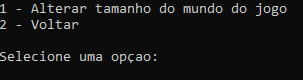 1 - Alterar tamanho do mundo do jogo
2 - Voltar
Selecione uma opçao: